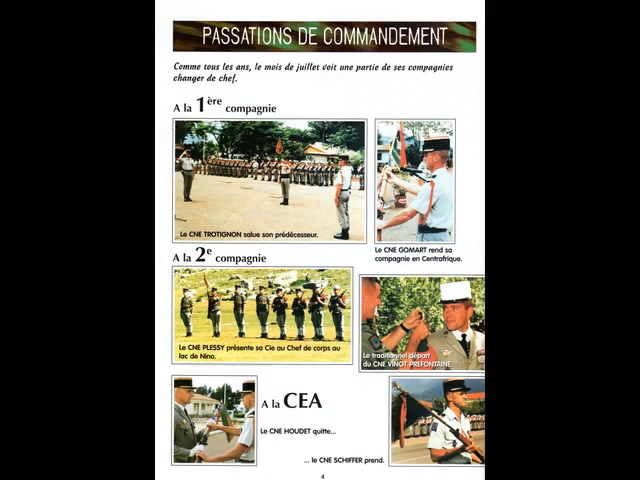 PASSATIONS DE COMMANDEMENT
Comme tous les ans, le mois de juillet voit une partie de ses compagnies
changer de chef.
A la 1ère compagnie
Le CNE TROTIGNON salue son prédécesseur.
Le CNE GOMART rend sa
compagnie en Centrafrique.
A la 2e compagnie
Le CNE PLESSY présente sa Cie au Chef de corps au
lac de Nino.
Le traditionnel départ
du CNE VINOT PREFONTAINE.
A la CEA
Le CNE HOUDET quitte...
... le CNE SCHIFFER prend.
4